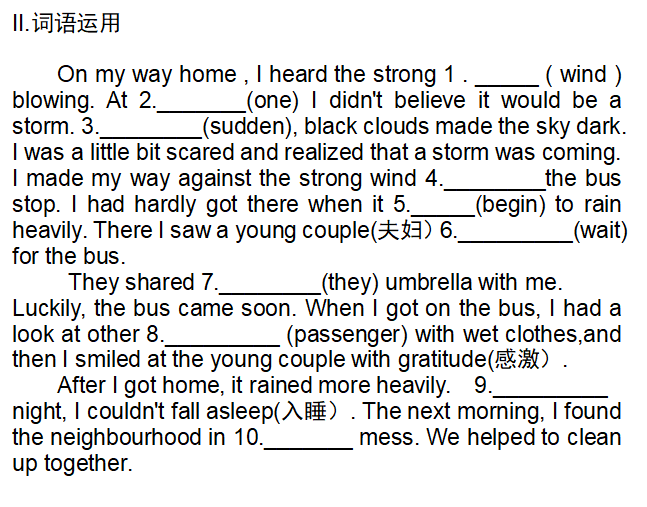 II.词语运用
On my way home , I heard the strong 1 . _____ ( wind )
blowing. At 2._______(one) I didn't believe it would be a
storm. 3.________(sudden), black clouds made the sky dark.
I was a little bit scared and realized that a storm was coming.
I made my way against the strong wind 4.________the bus
stop. I had hardly got there when it 5._____(begin) to rain
heavily. There I saw a young couple(夫妇) 6._________(wait)
for the bus.
They shared 7.________(they) umbrella with me.
Luckily, the bus came soon. When I got on the bus, I had a
look at other 8._________ (passenger) with wet clothes,and
then I smiled at the young couple with gratitude(感激）.
After I got home, it rained more heavily. 9._________
night, I couldn't fall asleep(入睡）. The next morning, I found
the neighbourhood in 10._______ mess. We helped to clean
up together.